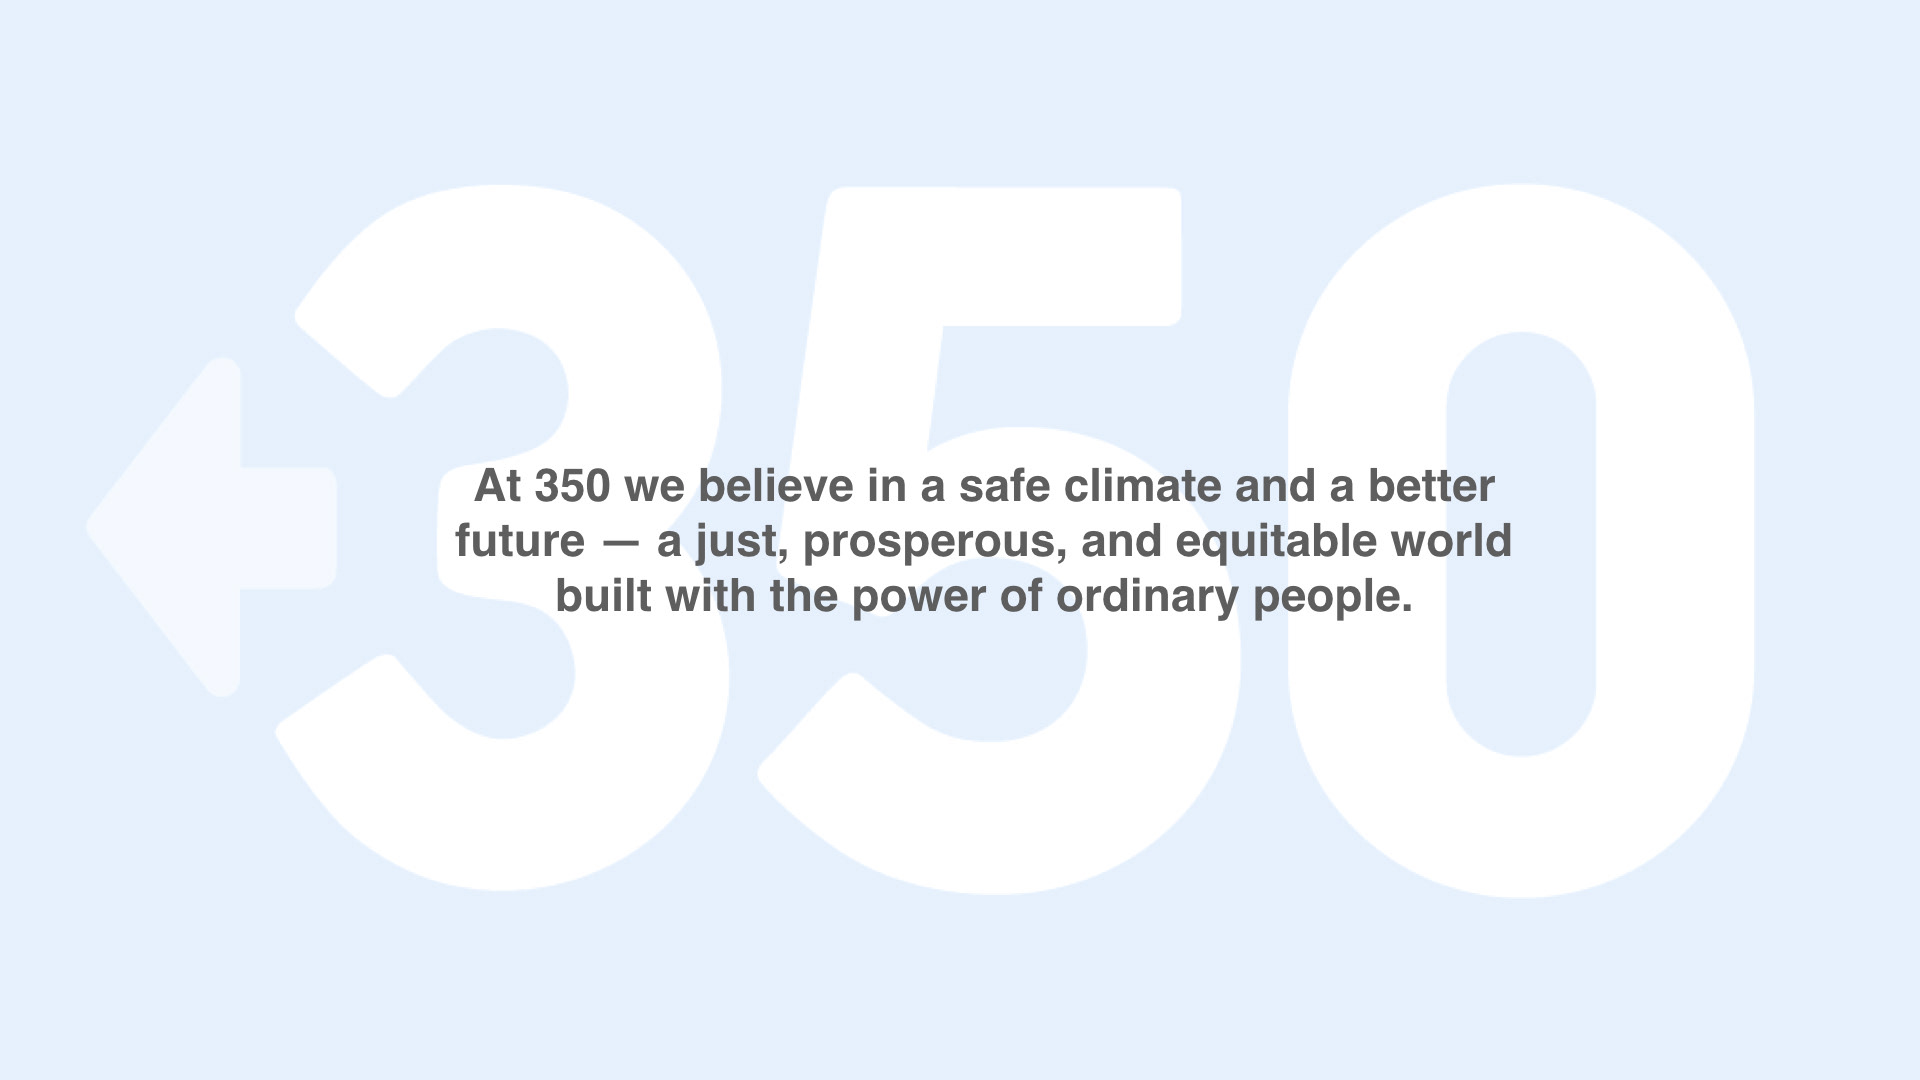 350
At 350 we believe in a safe climate and a better
future — a just, prosperous, and equitable world
built with the power of ordinary people.